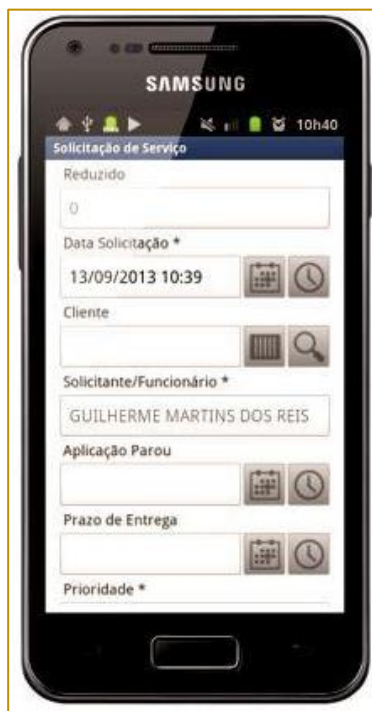 SAMSUNG
10h40
Solicitação de Serviço
Reduzido
0
Data Solicitação *
13/09/2013 10:39
Cliente
Solicitante/Funcionário *
GUILHERME MARTINS DOS REIS
Aplicação Parou
Prazo de Entrega
Prioridade *